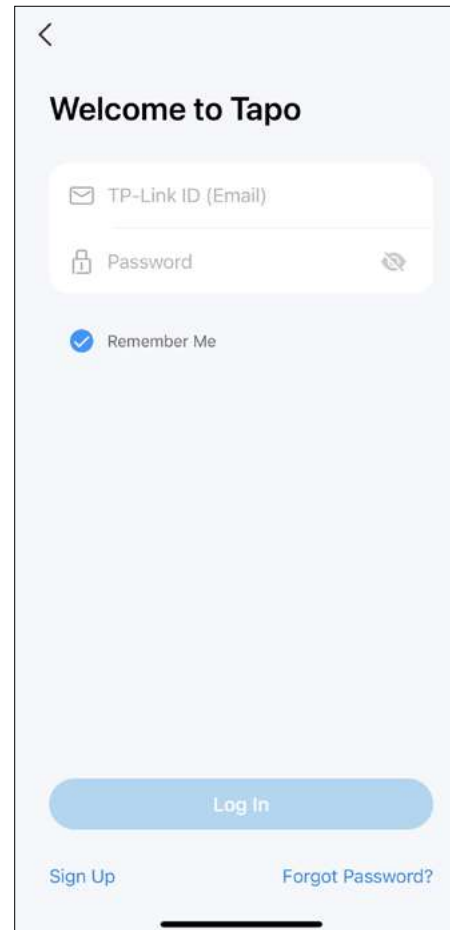 Welcome to Tapo
TP-Link ID (Email)
Password
Remember Me
Log In
Sign Up
Forgot Password?